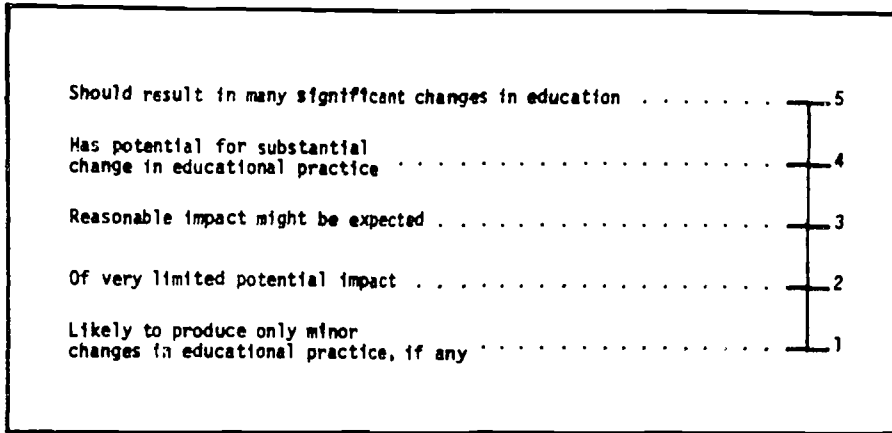 Should result in many significant changes in education . . . . . . . 5
Has potential for substantial
change in educational practice . . . . . . . . . . . . . . . . . . . 4
Reasonable impact might be expected . . . . . . . . . . . . . . . . . 3
Of very limited potential impact . . . . . . . . . . . . . . . . . . 2
Likely to produce only minor
changes in educational practice, if any . . . . . . . . . . . . . . . 1